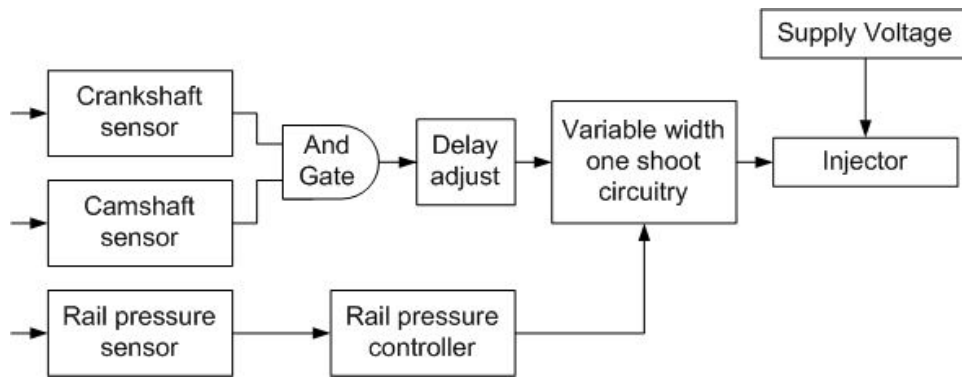 Supply Voltage
Crankshaft
sensor
And
Gate
Delay
adjust
Variable width
one shoot
circuitry
Injector
Camshaft
sensor
Rail pressure
sensor
Rail pressure
controller